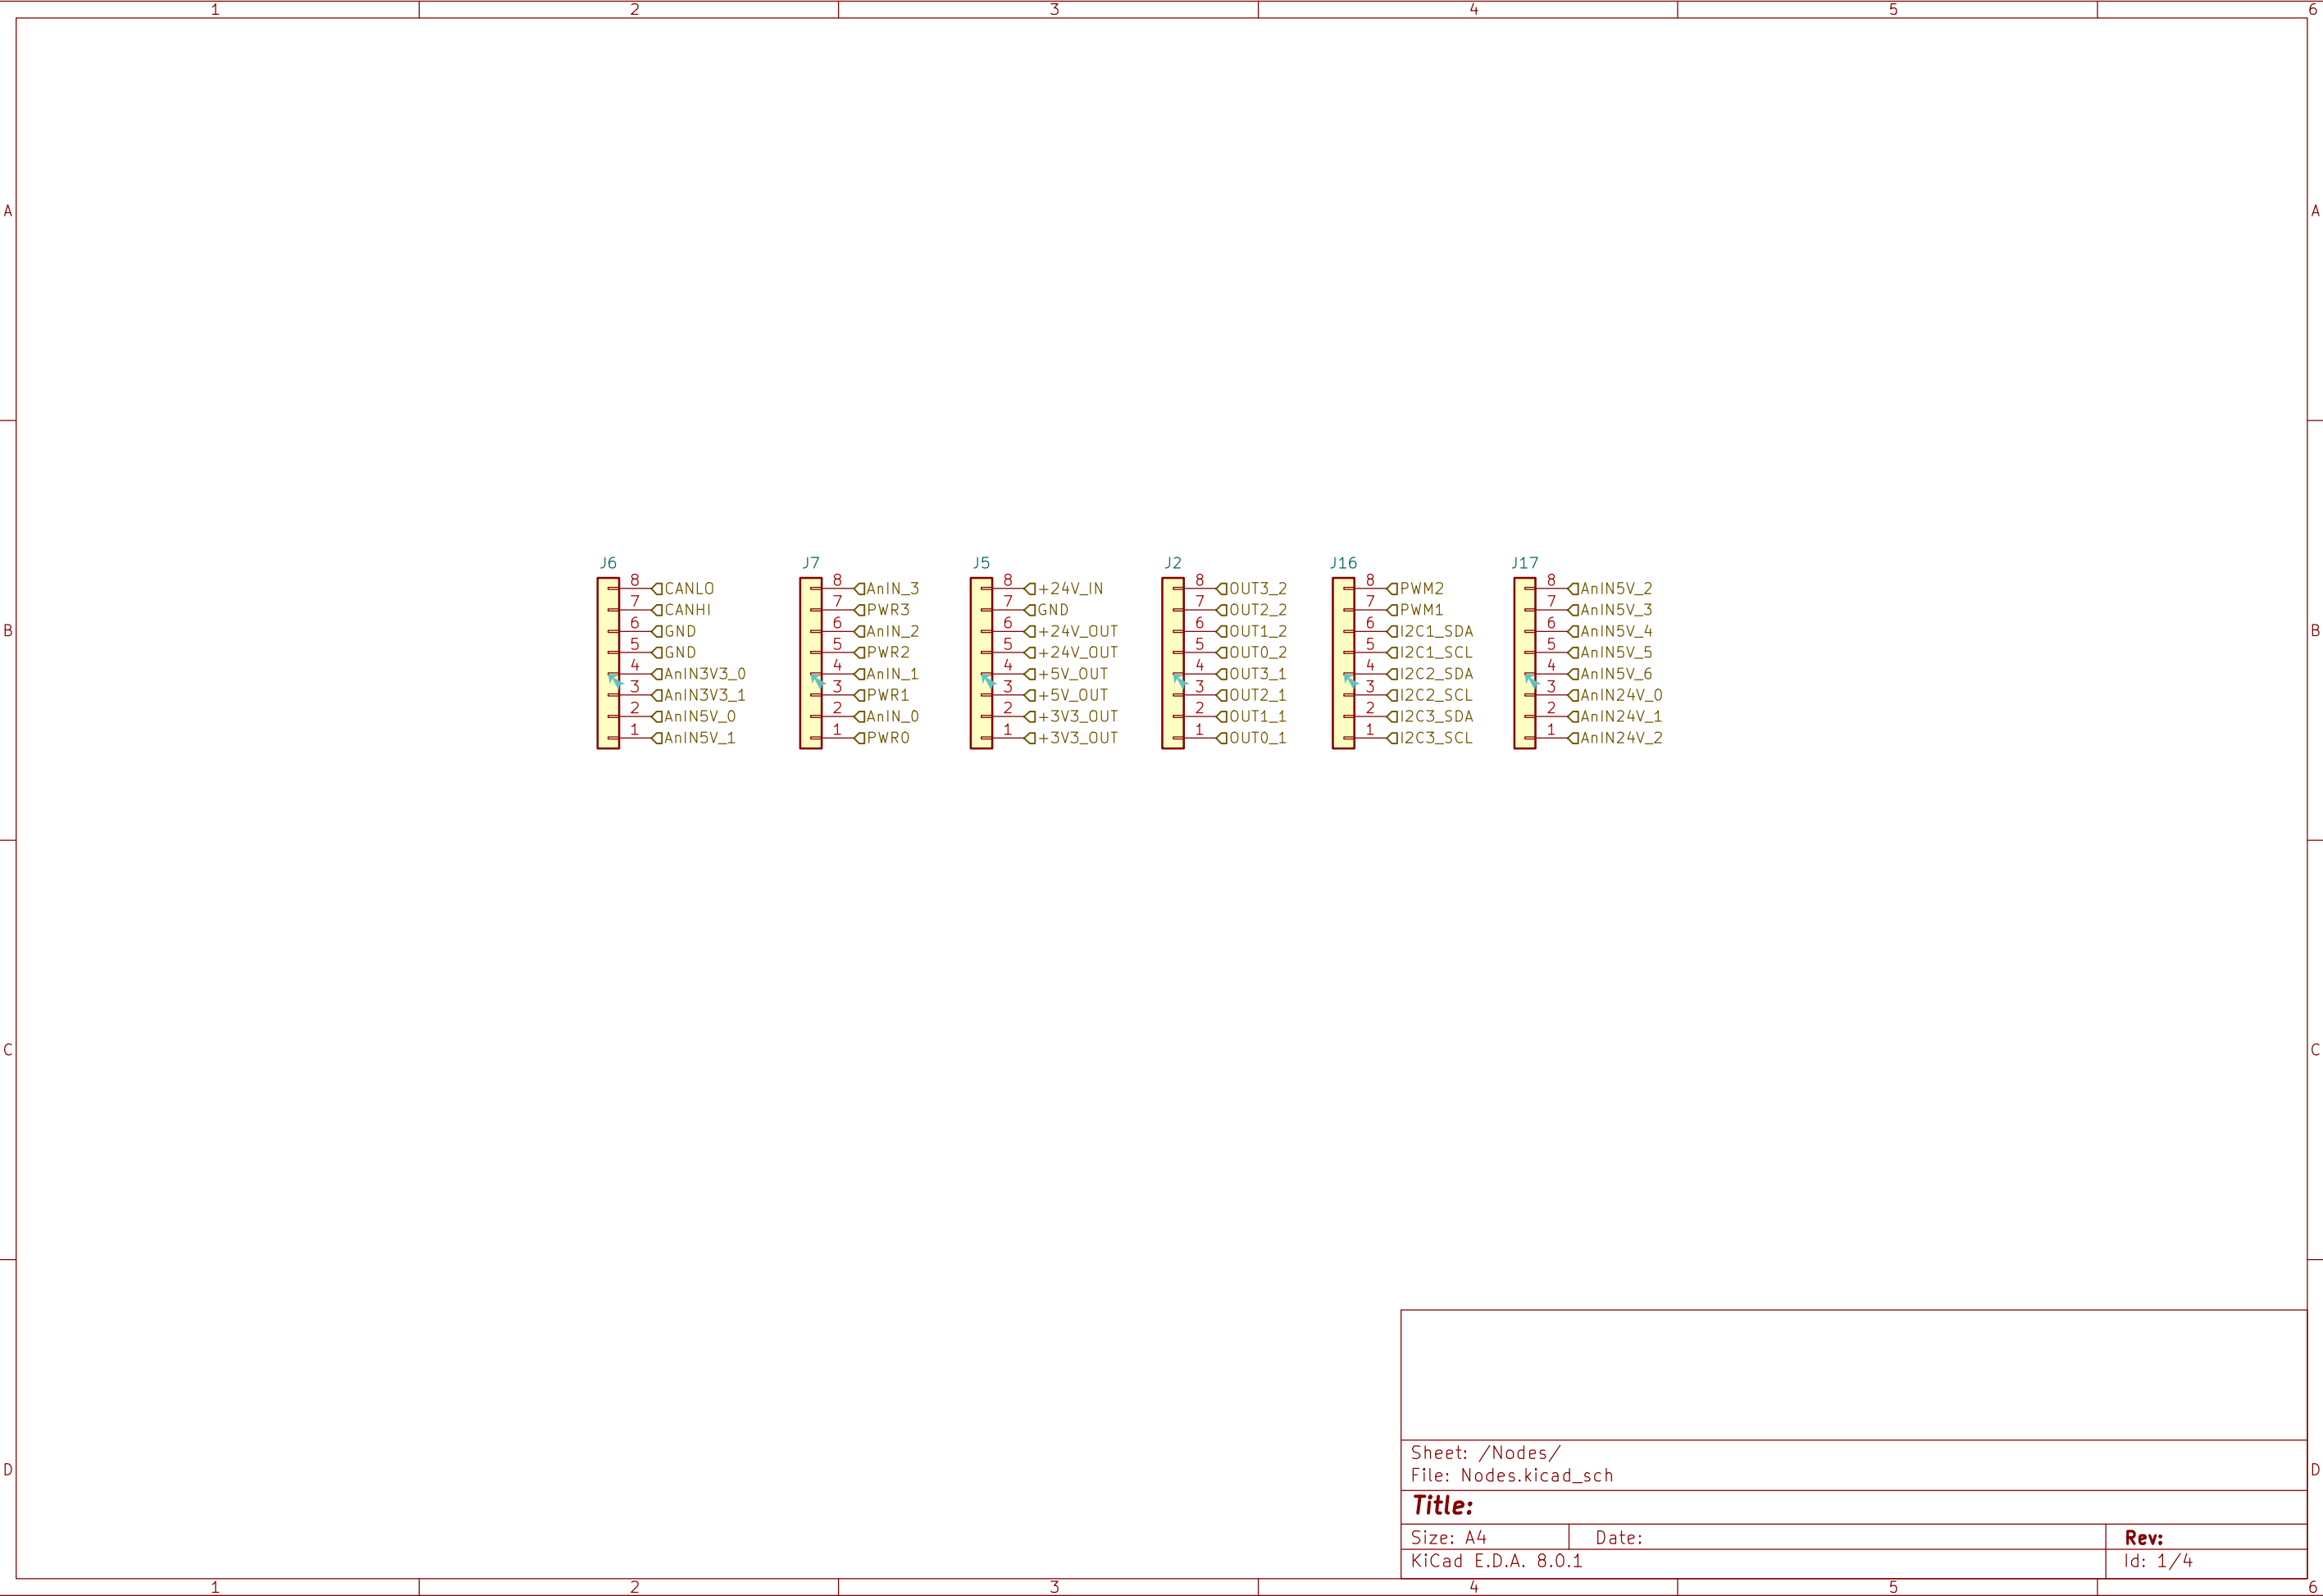 1 2 3 4 5 6
A A
J6 J7 J5 J2 J16 J17
8 CANLO 8 AnIN_3 8 +24V_IN 8 OUT3_2 8 PWM2 8 AnIN5V_2
7 CANHI 7 PWR3 7 GND 7 OUT2_2 7 PWM1 7 AnIN5V_3
B 6 GND 6 AnIN_2 6 +24V_OUT 6 OUT1_2 6 I2C1_SDA 6 AnIN5V_4 B
5 GND 5 PWR2 5 +24V_OUT 5 OUT0_2 5 I2C1_SCL 5 AnIN5V_5
4 AnIN3V3_0 4 AnIN_1 4 +5V_OUT 4 OUT3_1 4 I2C2_SDA 4 AnIN5V_6
3 AnIN3V3_1 3 PWR1 3 +5V_OUT 3 OUT2_1 3 I2C2_SCL 3 AnIN24V_0
2 AnIN5V_0 2 AnIN_0 2 +3V3_OUT 2 OUT1_1 2 I2C3_SDA 2 AnIN24V_1
1 AnIN5V_1 1 PWR0 1 +3V3_OUT 1 OUT0_1 1 I2C3_SCL 1 AnIN24V_2
C C
Sheet: /Nodes/
D D
File: Nodes.kicad_sch
Title:
Size: A4 Date: Rev:
KiCad E.D.A. 8.0.1 Id: 1/4
1 2 3 4 5 6